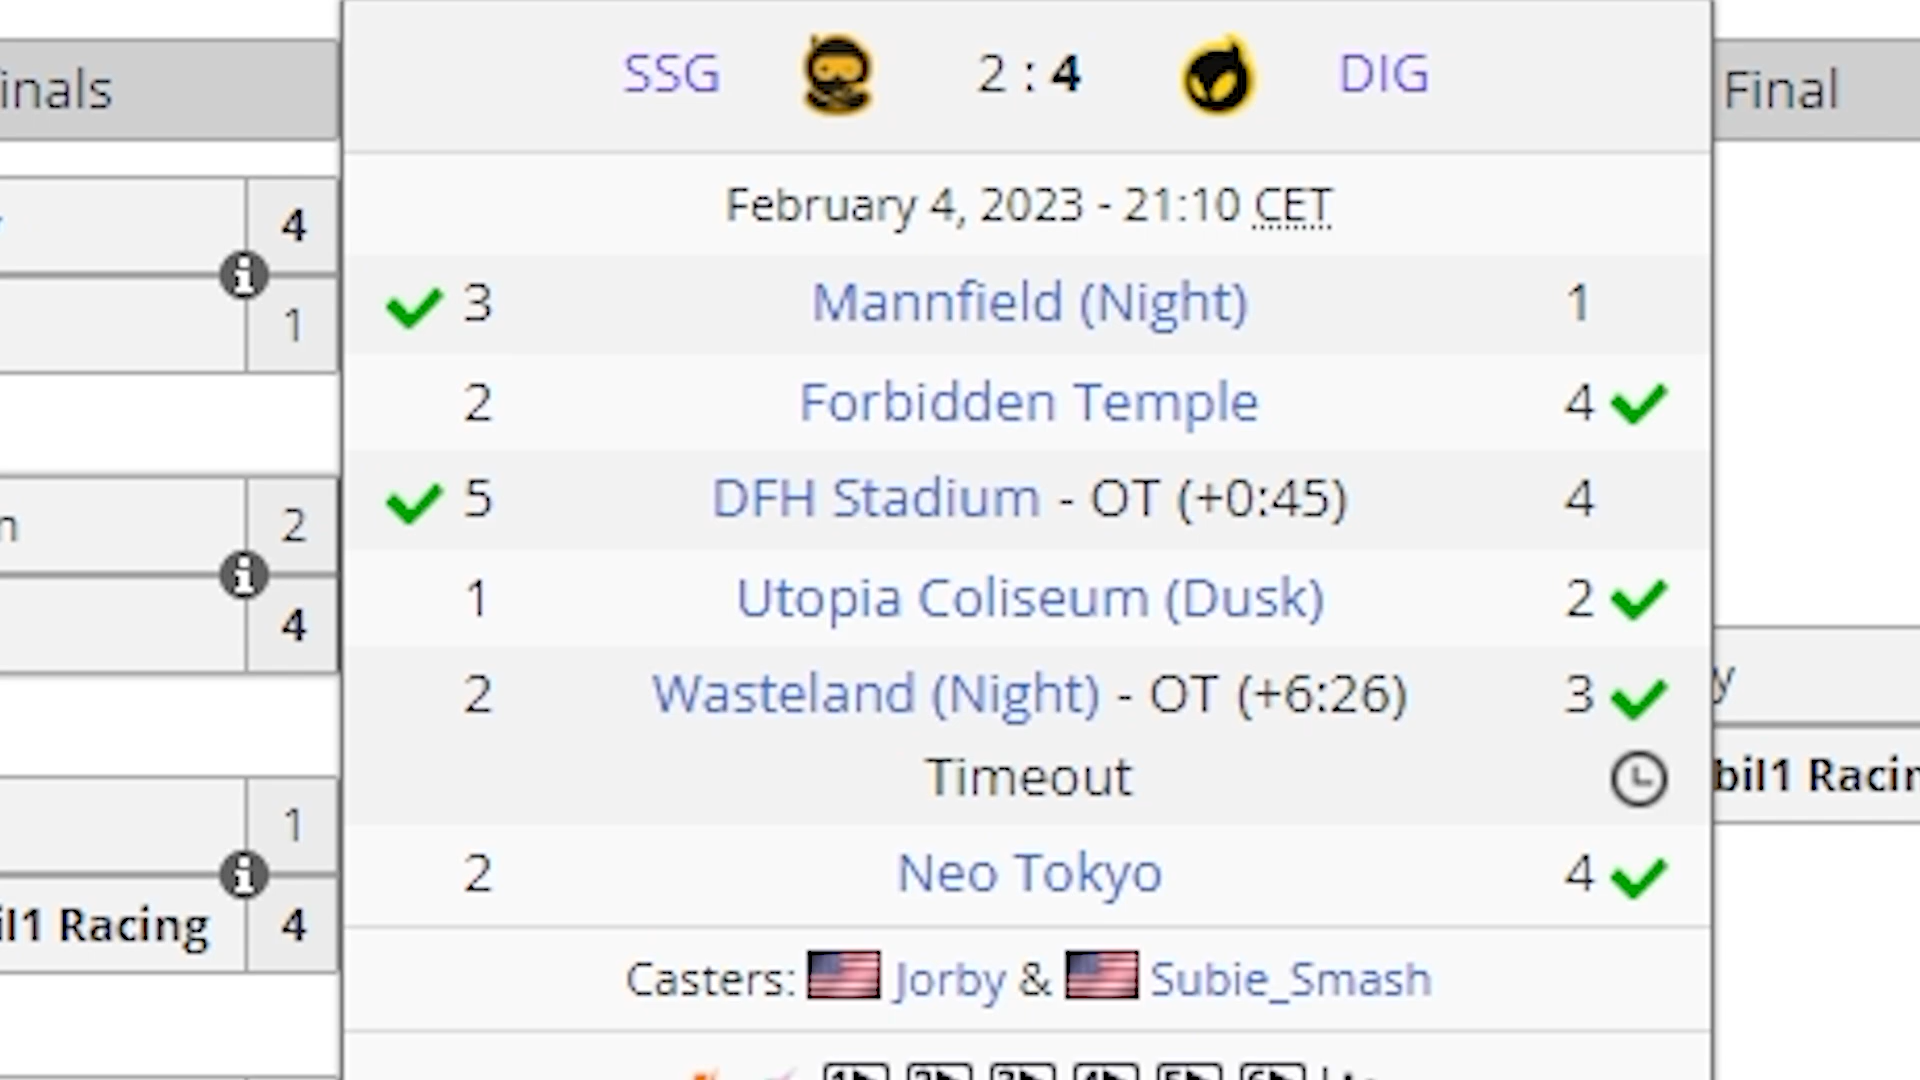 inals
SSG 2 : 4 DIG
Final
February 4, 2023 - 21:10 CET
4
1
3 Mannfield (Night) 1
2 Forbidden Temple 4
5 DFH Stadium - OT (+0:45) 4
n 2
4
1 Utopia Coliseum (Dusk) 2
2 Wasteland (Night) - OT (+6:26) 3
y
Timeout
bil1 Racin
1
2 Neo Tokyo 4
il1 Racing 4
Casters: Jorby & Subie_Smash